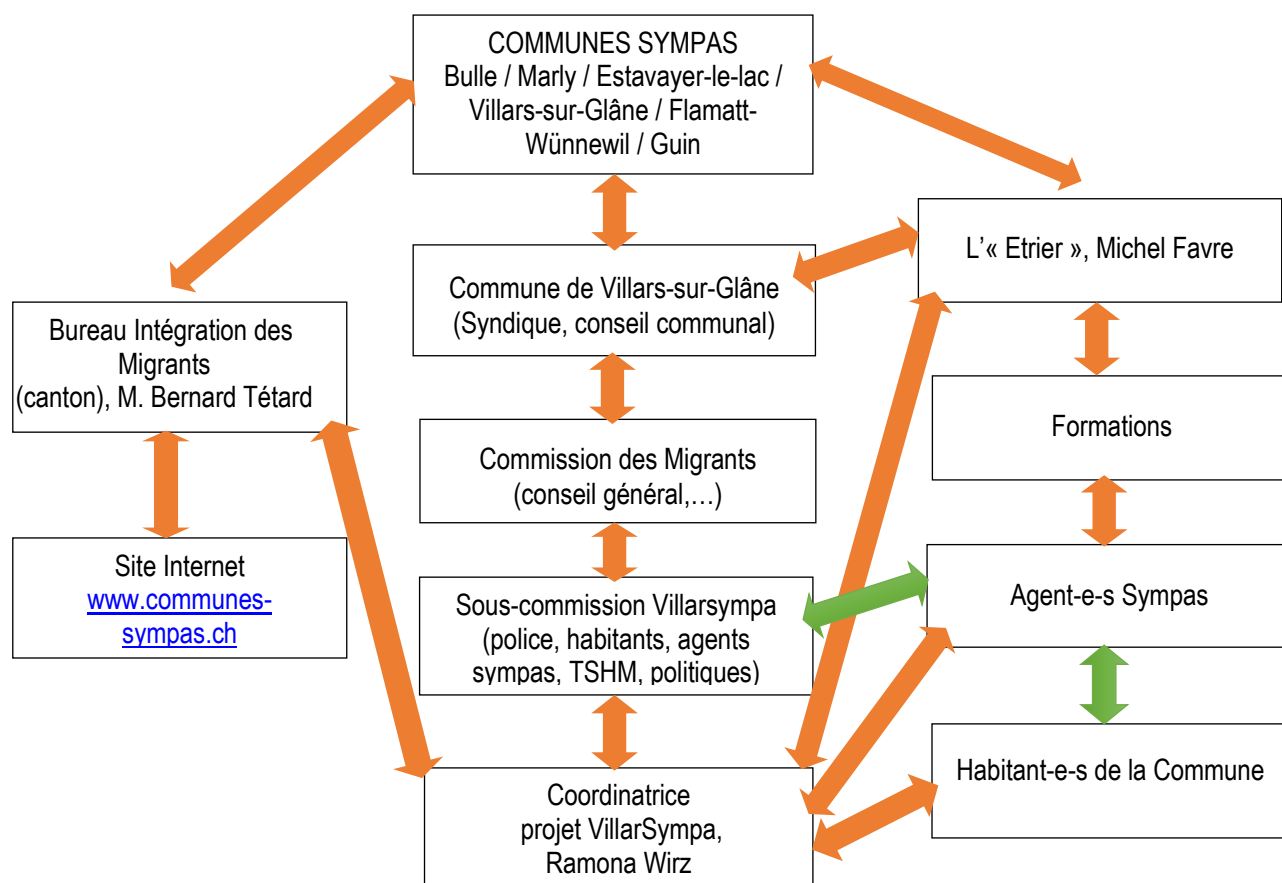 COMMUNES SYMPAS
Bulle / Marly / Estavayer-le-lac /
Villars-sur-Glâne / Flamatt-
Wünnewil / Guin
L'« Etrier », Michel Favre
Commune de Villars-sur-Glâne
(Syndique, conseil communal)
Bureau Intégration des
Migrants
(canton), M. Bernard Tétard
Formations
Commission des Migrants
(conseil général,…)
Site Internet
www.communes-
sympas.ch
Agent-e-s Sympas
Sous-commission Villarsympa
(police, habitants, agents
sympas, TSHM, politiques)
Habitant-e-s de la Commune
Coordinatrice
projet VillarSympa,
Ramona Wirz